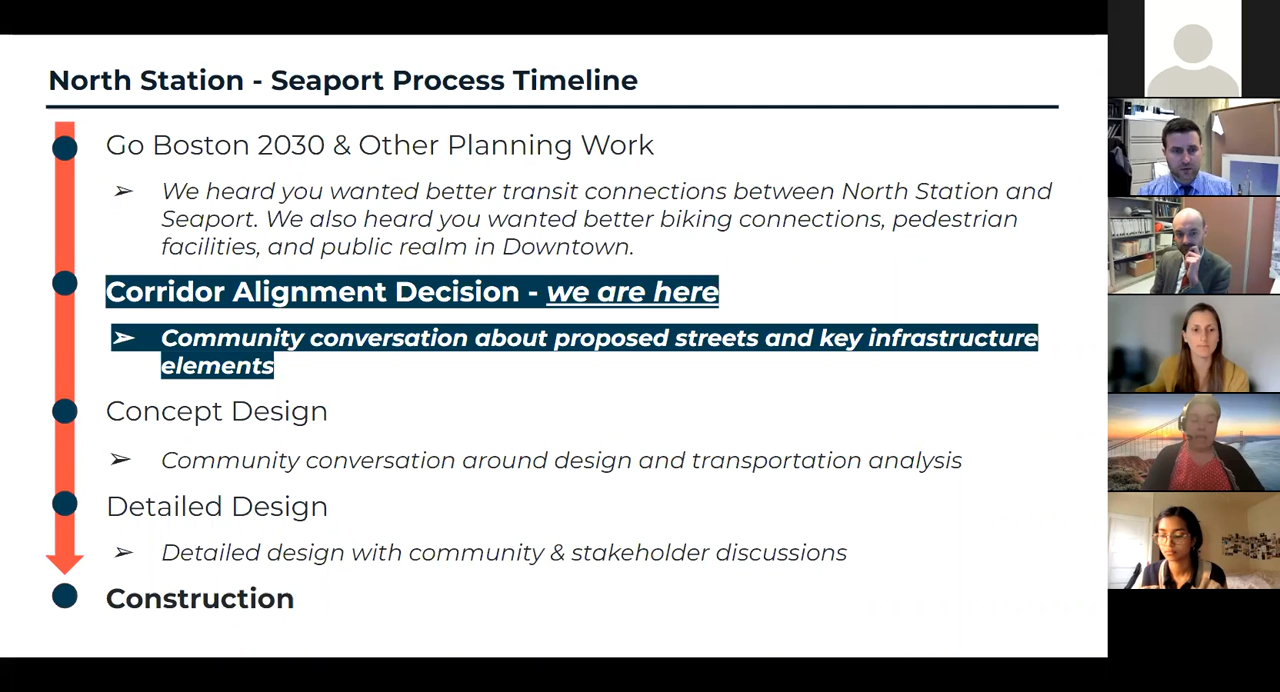 North Station - Seaport Process Timeline
Go Boston 2030 & Other Planning Work
➢ We heard you wanted better transit connections between North Station and
Seaport. We also heard you wanted better biking connections, pedestrian
facilities, and public realm in Downtown.
Corridor Alignment Decision - we are here
➢ Community conversation about proposed streets and key infrastructure
elements
Concept Design
➢ Community conversation around design and transportation analysis
Detailed Design
➢ Detailed design with community & stakeholder discussions
Construction